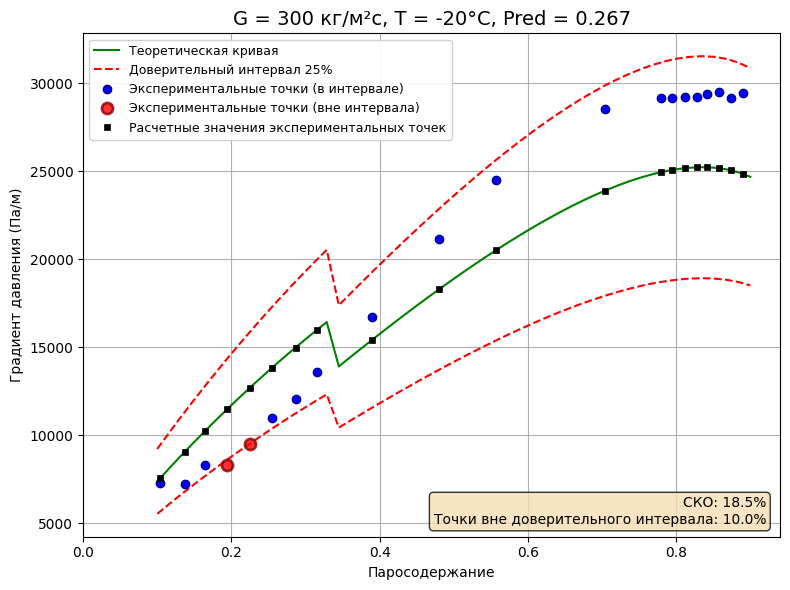 G = 300 кг/м²с, T = -20°C, Pred = 0.267
Теоретическая кривая
Доверительный интервал 25%
Экспериментальные точки (в интервале)
Экспериментальные точки (вне интервала)
Расчетные значения экспериментальных точек
Градиент давления (Па/м)
30000
25000
20000
15000
10000
5000
СКО: 18.5%
Точки вне доверительного интервала: 10.0%
0.0 0.2 0.4 0.6 0.8
Паросодержание